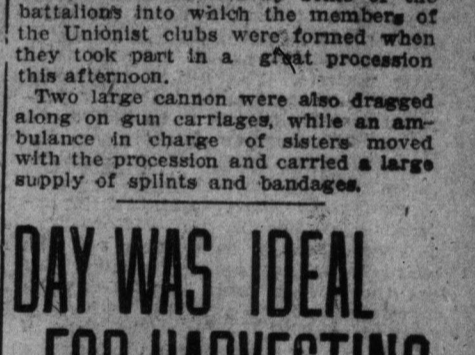 battalions into which the members of
the Unionist clubs were formed when
they took part in a great procession
this afternoon.
Two large cannon were also dragged
along on gun carriages, while an am-
bulance in charge of sisters moved
with the procession and carried a large
supply of splints and bandages.
DAY WAS IDEAL
FOR HARVESTING